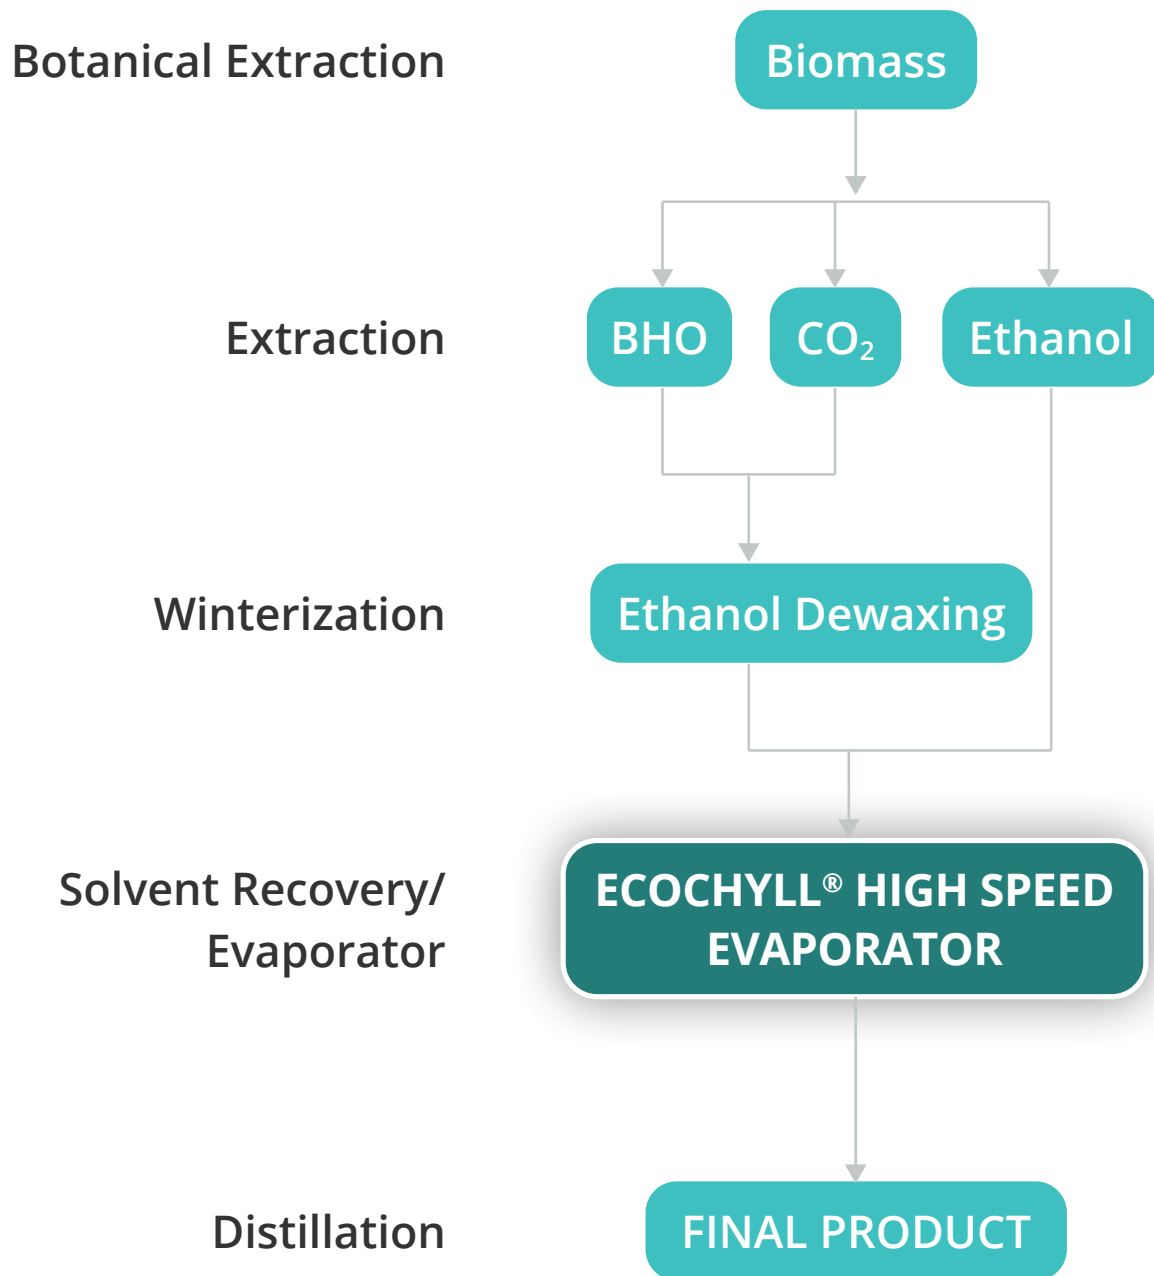 Botanical Extraction
Biomass
Extraction
BHO
CO₂
Ethanol
Winterization
Ethanol Dewaxing
Solvent Recovery/
Evaporator
ECOCHYLL® HIGH SPEED
EVAPORATOR
Distillation
FINAL PRODUCT